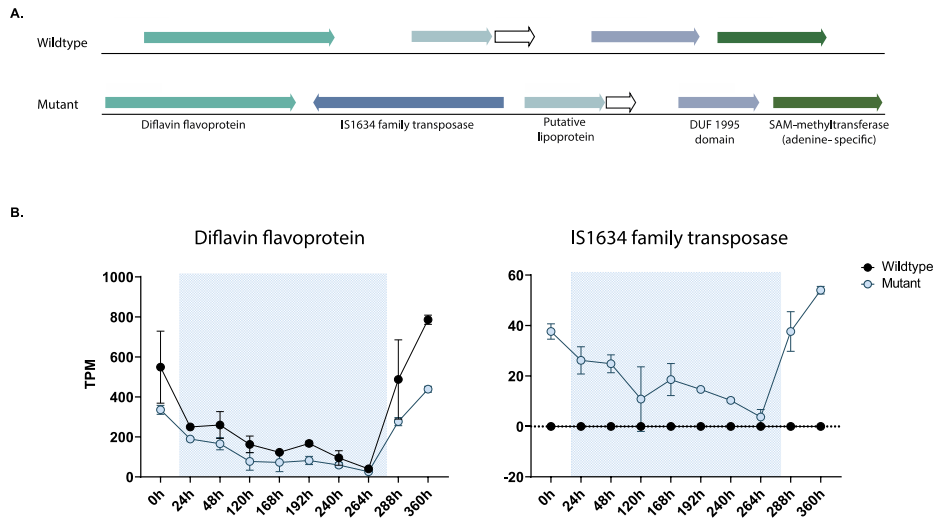 A.
Wildtype
Mutant
Diflavin flavoprotein
IS1634 family transposase
Putative
lipoprotein
DUF 1995
domain
SAM-methyltransferase
(adenine- specific)
B.
Diflavin flavoprotein
TPM
1000
800
600
400
200
0
0h
24h
48h
120h
168h
192h
240h
264h
288h
360h
IS1634 family transposase
60
40
20
0
-20
0h
24h
48h
120h
168h
192h
240h
264h
288h
360h
Wildtype
Mutant